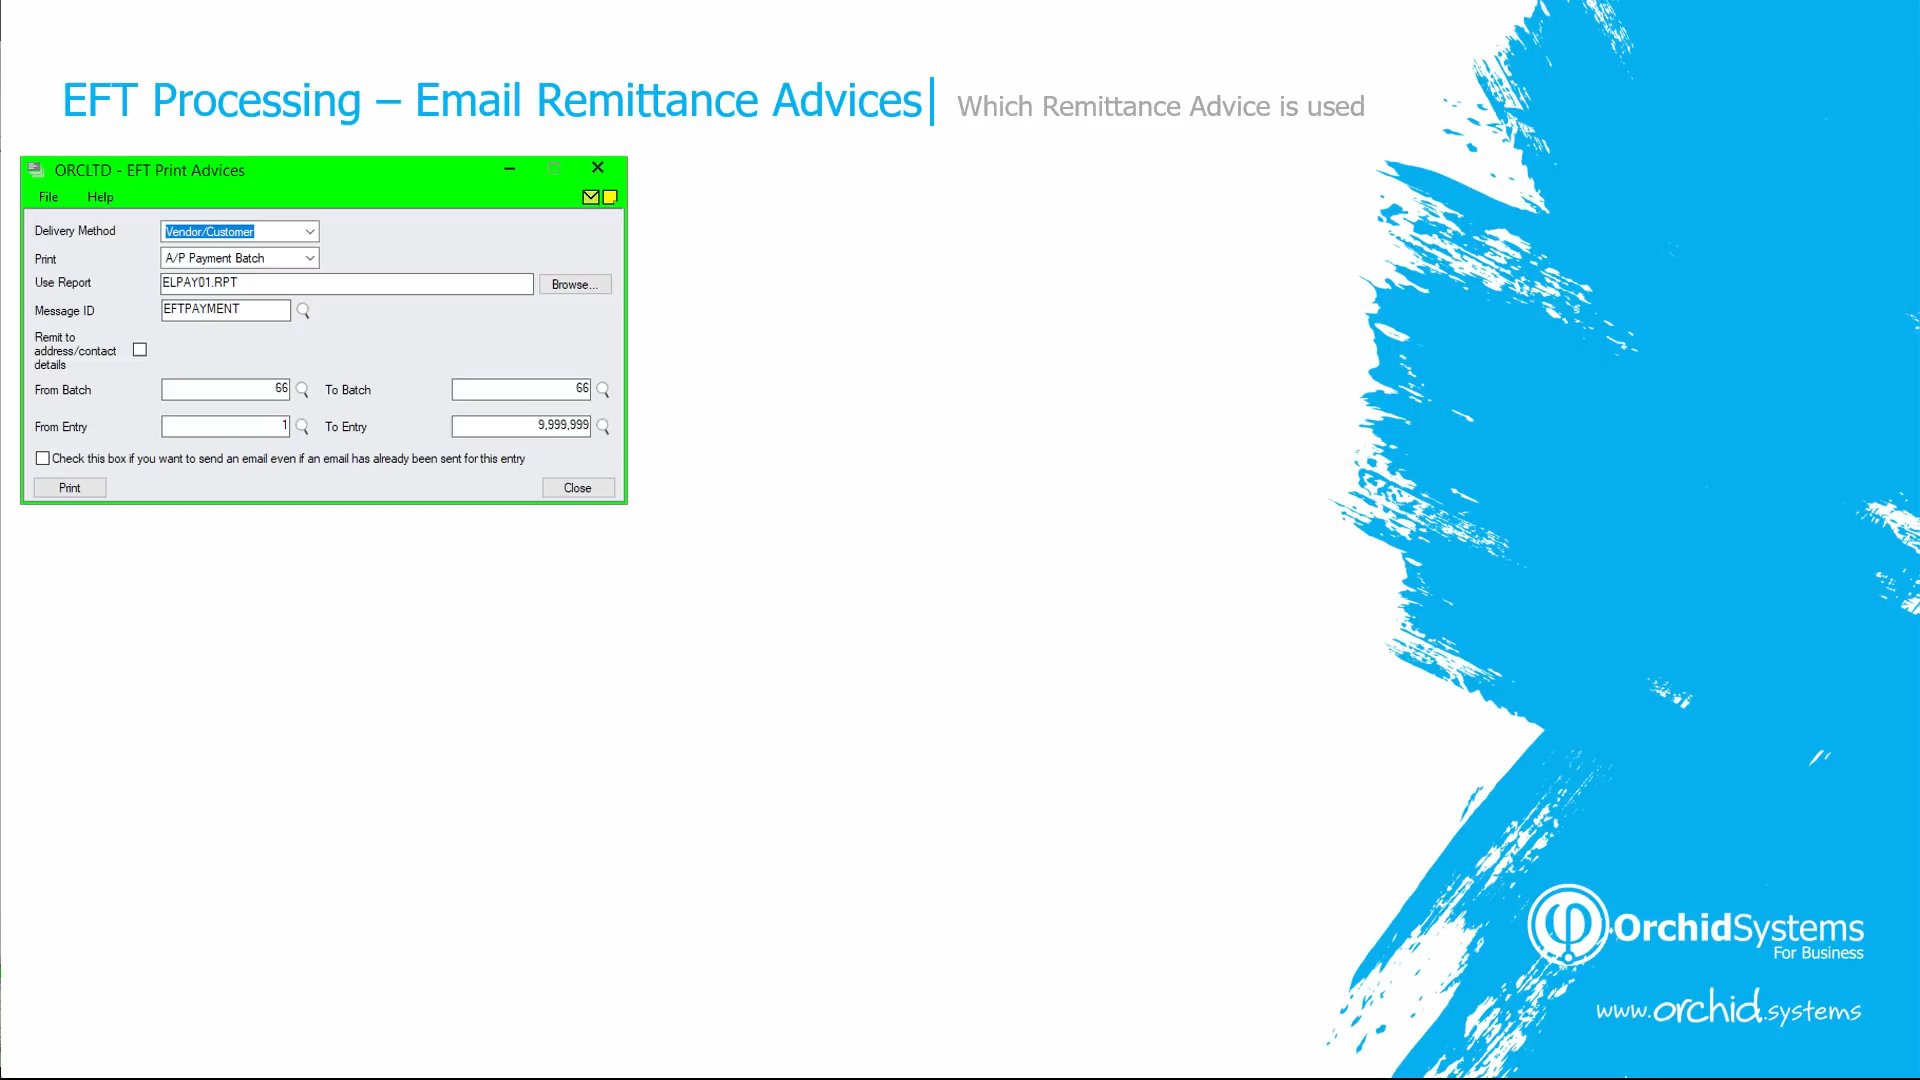 EFT Processing – Email Remittance Advices Which Remittance Advice is used
ORCLTD - EFT Print Advices
File Help
Delivery Method Vendor/Customer
Print A/P Payment Batch
Use Report ELPAY01.RPT Browse...
Message ID EFTPAYMENT
Remit to
address/contact
details
From Batch 66 To Batch 66
From Entry 1 To Entry 9,999,999
Check this box if you want to send an email even if an email has already been sent for this entry
Print Close
OrchidSystems
For Business
www.orchid.systems